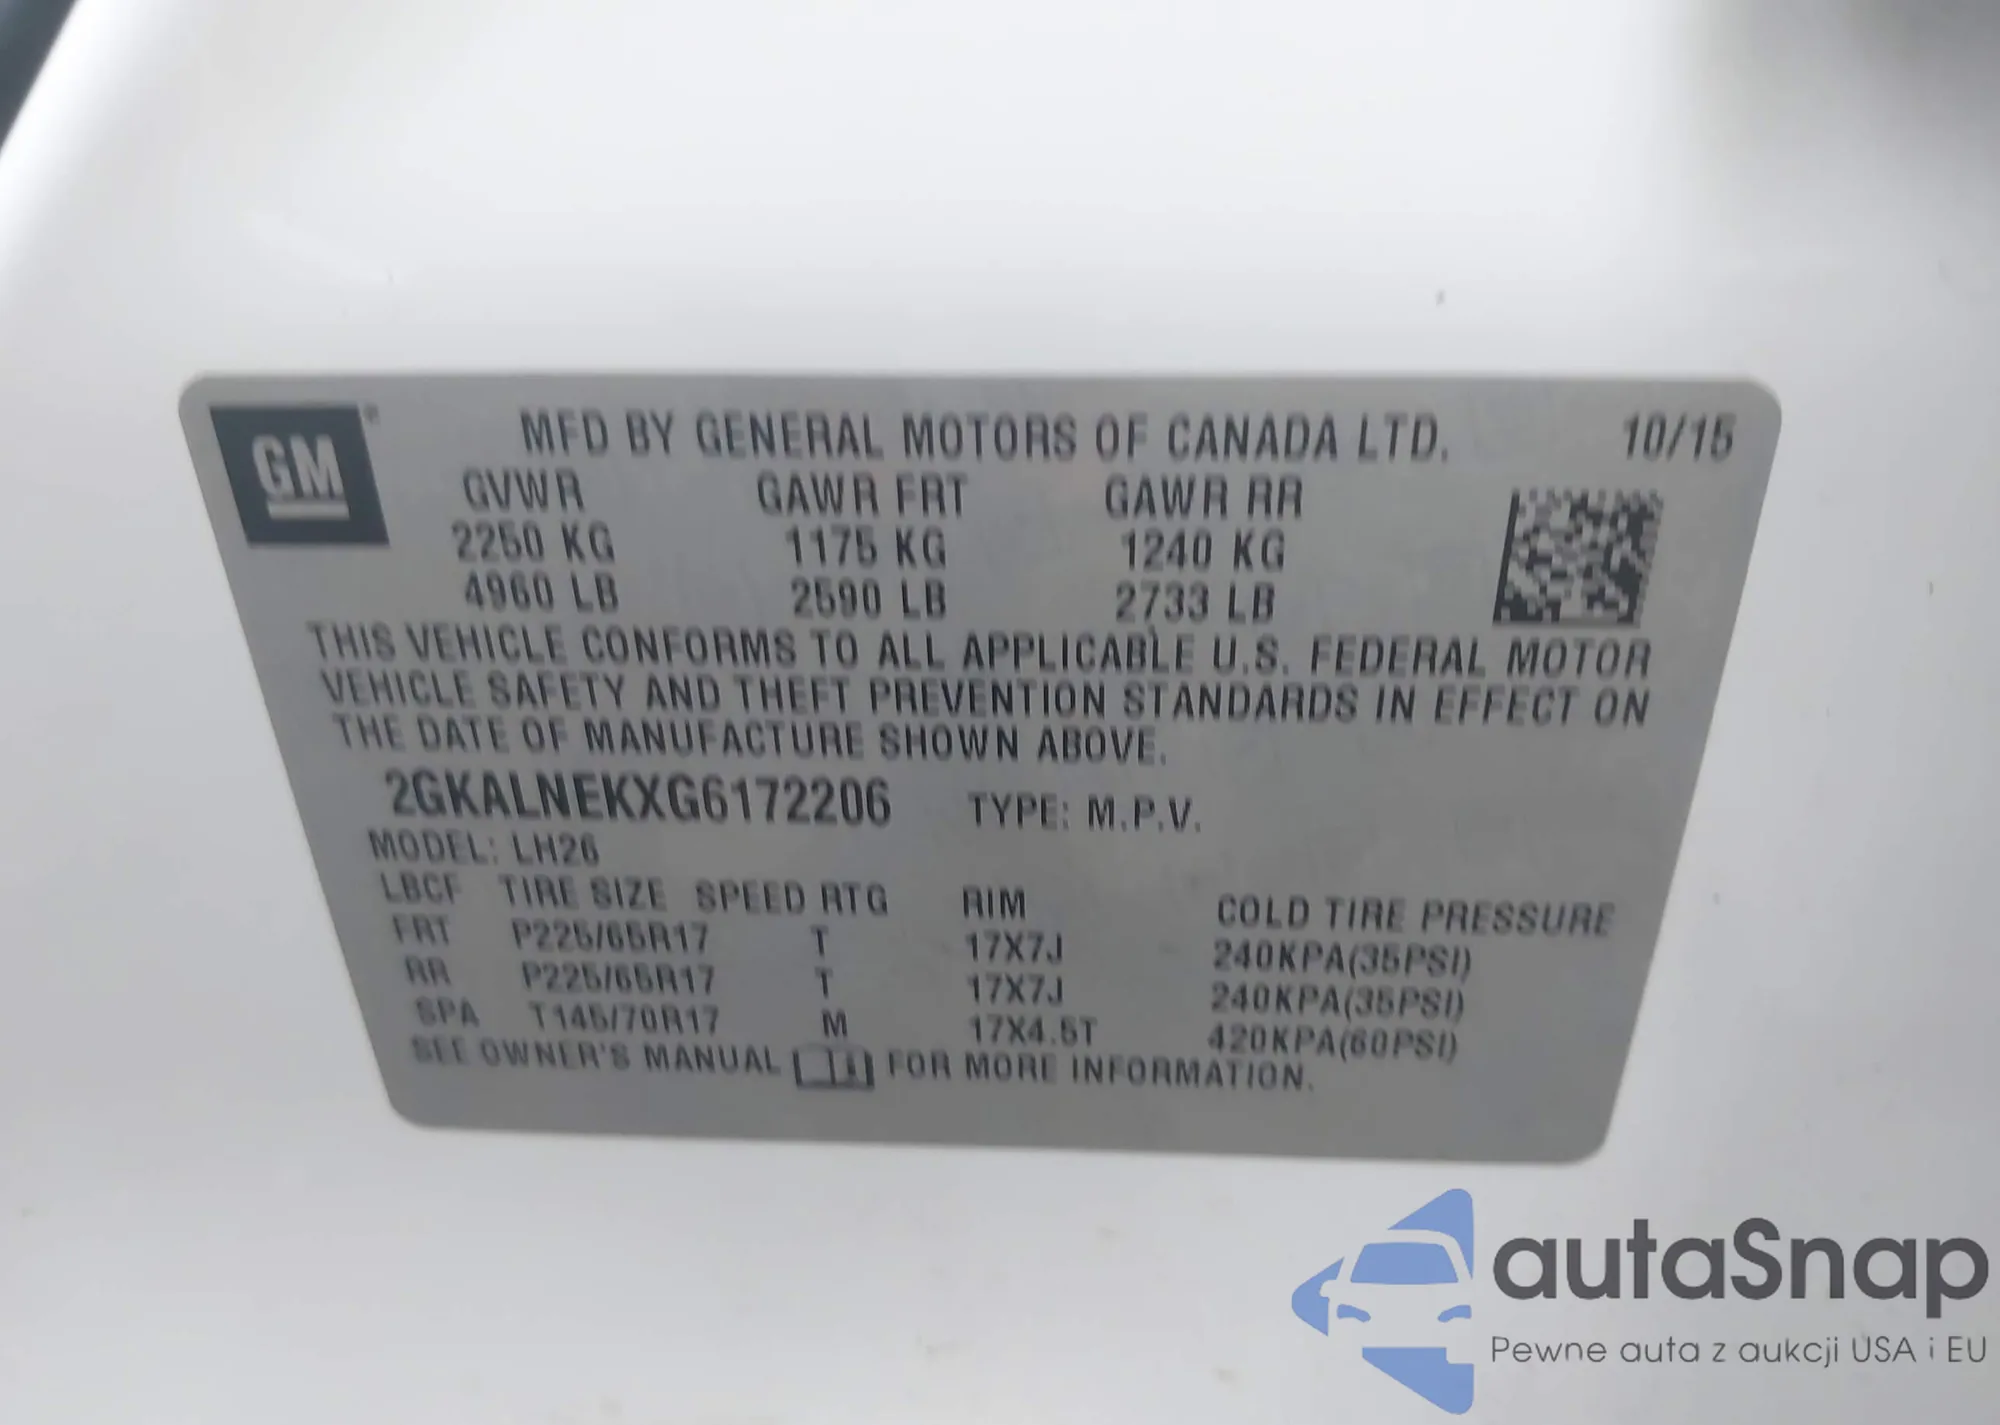 GM®
MFD BY GENERAL MOTORS OF CANADA LTD. 10/15
GVWR GAWR FRT GAWR RR
2250 KG 1175 KG 1240 KG
4960 LB 2590 LB 2733 LB
THIS VEHICLE CONFORMS TO ALL APPLICABLE U.S. FEDERAL MOTOR
VEHICLE SAFETY AND THEFT PREVENTION STANDARDS IN EFFECT ON
THE DATE OF MANUFACTURE SHOWN ABOVE.
2GKALNEKXG6172206 TYPE: M.P.V.
MODEL: LH26
LBCF TIRE SIZE SPEED RTG RIM COLD TIRE PRESSURE
FRT P225/65R17 T 17X7J 240KPA(35PSI)
RR P225/65R17 T 17X7J 240KPA(35PSI)
SPA T145/70R17 M 17X4.5T 420KPA(60PSI)
SEE OWNER'S MANUAL FOR MORE INFORMATION.
autaSnap
Pewne auta z aukcji USA i EU